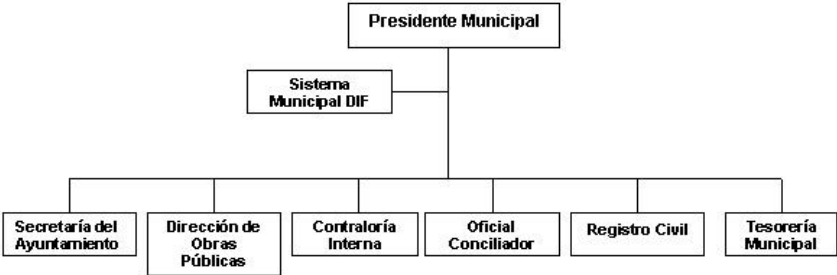 Presidente Municipal
Sistema
Municipal DIF
Secretaría del
Ayuntamiento
Dirección de
Obras
Públicas
Contraloría
Interna
Oficial
Conciliador
Registro Civil
Tesorería
Municipal